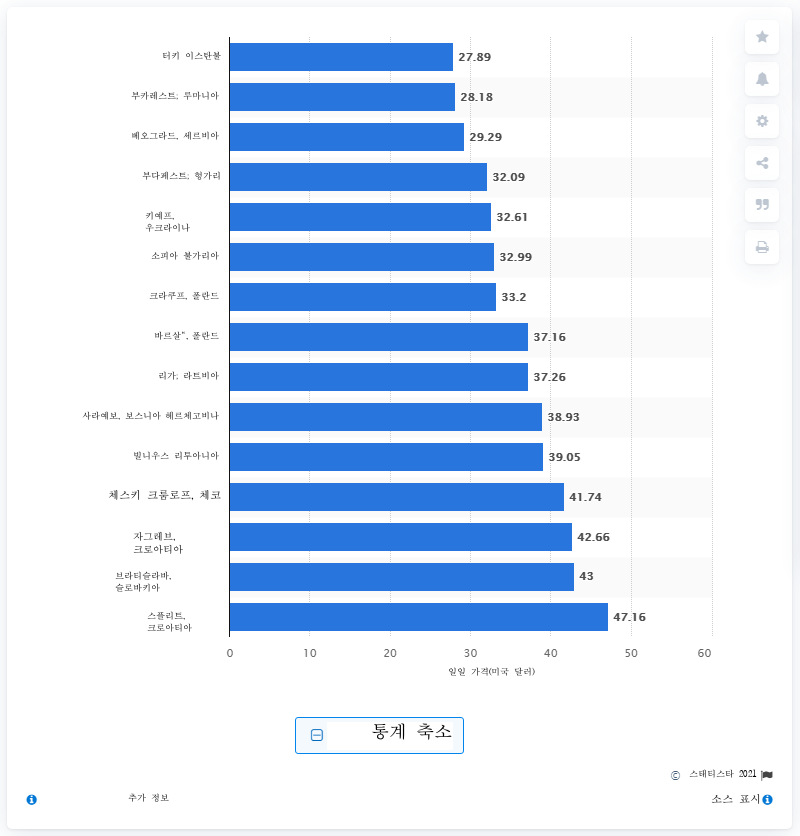 터키 이스탄불
27.89
부카레스트; 루마니아
28.18
베오그라드, 세르비아
29.29
부다페스트; 헝가리
32.09
키예프,
우크라이나
32.61
소피아 불가리아
32.99
크라쿠프, 폴란드
33.2
바르샬", 폴란드
37.16
리가; 라트비아
37.26
사라예보, 보스니아 헤르체고비나
38.93
빌니우스 리투아니아
39.05
체스키 크룸로프, 체코
41.74
자그레브,
크로아티아
42.66
브라티슬라바,
슬로바키아
43
스플리트,
크로아티아
47.16
0 10 20 30 40 50 60
일일 가격(미국 달러)
통계 축소
© 스태티스타 2021
추가 정보
소스 표시